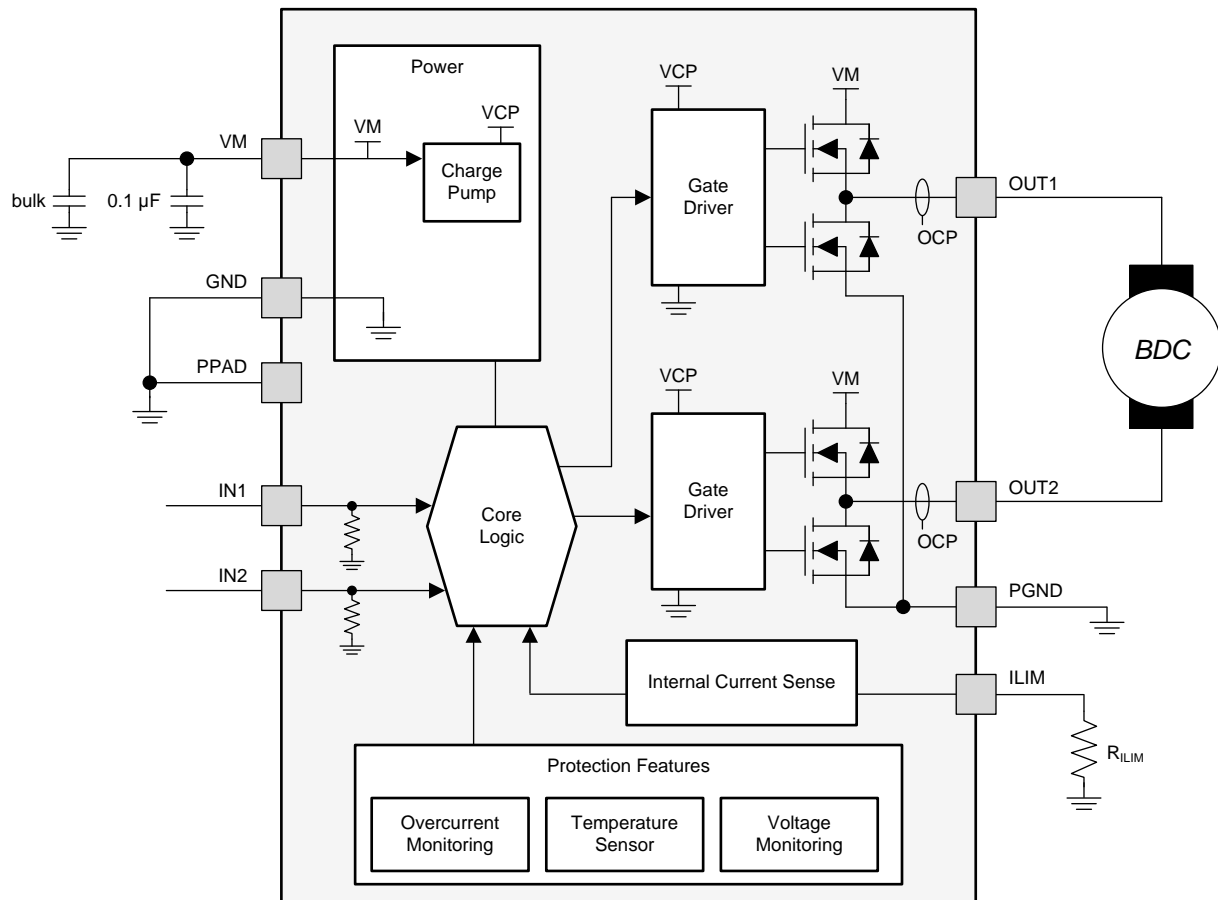 Power
VM
VCP
VM
Charge
Pump
bulk
0.1 µF
GND
PPAD
IN1
IN2
Core
Logic
VCP
VM
Gate
Driver
OCP
OUT1
BDC
VCP
VM
Gate
Driver
OCP
OUT2
PGND
Internal Current Sense
ILIM
RILIM
Protection Features
Overcurrent
Monitoring
Temperature
Sensor
Voltage
Monitoring